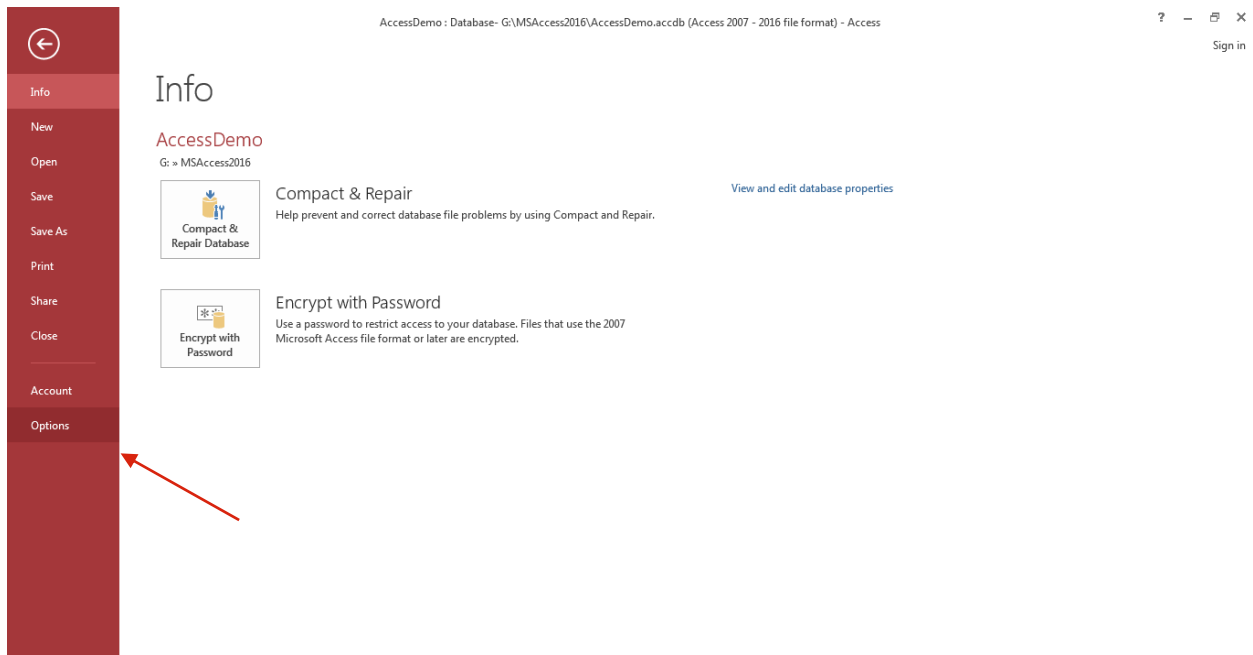 AccessDemo : Database- G:\MSAccess2016\AccessDemo.accdb (Access 2007 - 2016 file format) - Access
?
Sign in
Info
New
Open
Save
Save As
Print
Share
Close
Account
Options
Info
AccessDemo
G: » MSAccess2016
Compact &
Repair Database
Compact & Repair
Help prevent and correct database file problems by using Compact and Repair.
View and edit database properties
Encrypt with
Password
Encrypt with Password
Use a password to restrict access to your database. Files that use the 2007
Microsoft Access file format or later are encrypted.